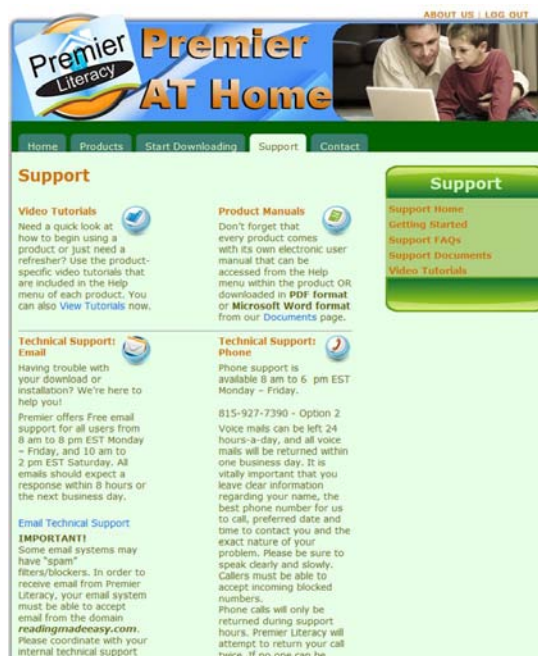 ABOUT US | LOG OUT
Premier
Literacy
Premier
AT Home
Home Products Start Downloading Support Contact
Support
Video Tutorials
Need a quick look at
how to begin using a
product or just need a
refresher? Use the product-
specific video tutorials that
are included in the Help
menu of each product. You
can also View Tutorials now.
Product Manuals
Don't forget that
every product comes
with its own electronic user
manual that can be
accessed from the Help
menu within the product OR
downloaded in PDF format
or Microsoft Word format
from our Documents page.
Technical Support:
Email
Having trouble with
your download or
installation? We're here to
help you!
Premier offers Free email
support for all users from
8 am to 8 pm EST Monday
– Friday, and 10 am to
2 pm EST Saturday. All
emails should expect a
response within 8 hours or
the next business day.
Email Technical Support
IMPORTANT!
Some email systems may
have "spam"
filters/blockers. In order to
receive email from Premier
Literacy, your email system
must be able to accept
email from the domain
readingmadeeasy.com.
Please coordinate with your
internal technical support
Technical Support:
Phone
Phone support is
available 8 am to 6 pm EST
Monday – Friday.
815-927-7390 - Option 2
Voice mails can be left 24
hours-a-day, and all voice
mails will be returned within
one business day. It is
vitally important that you
leave clear information
regarding your name, the
best phone number for us
to call, preferred date and
time to contact you and the
exact nature of your
problem. Please be sure to
speak clearly and slowly.
Callers must be able to
accept incoming blocked
numbers.
Phone calls will only be
returned during support
hours. Premier Literacy will
attempt to return your call
twice. If no one can be
Support
Support Home
Getting Started
Support FAQs
Support Documents
Video Tutorials